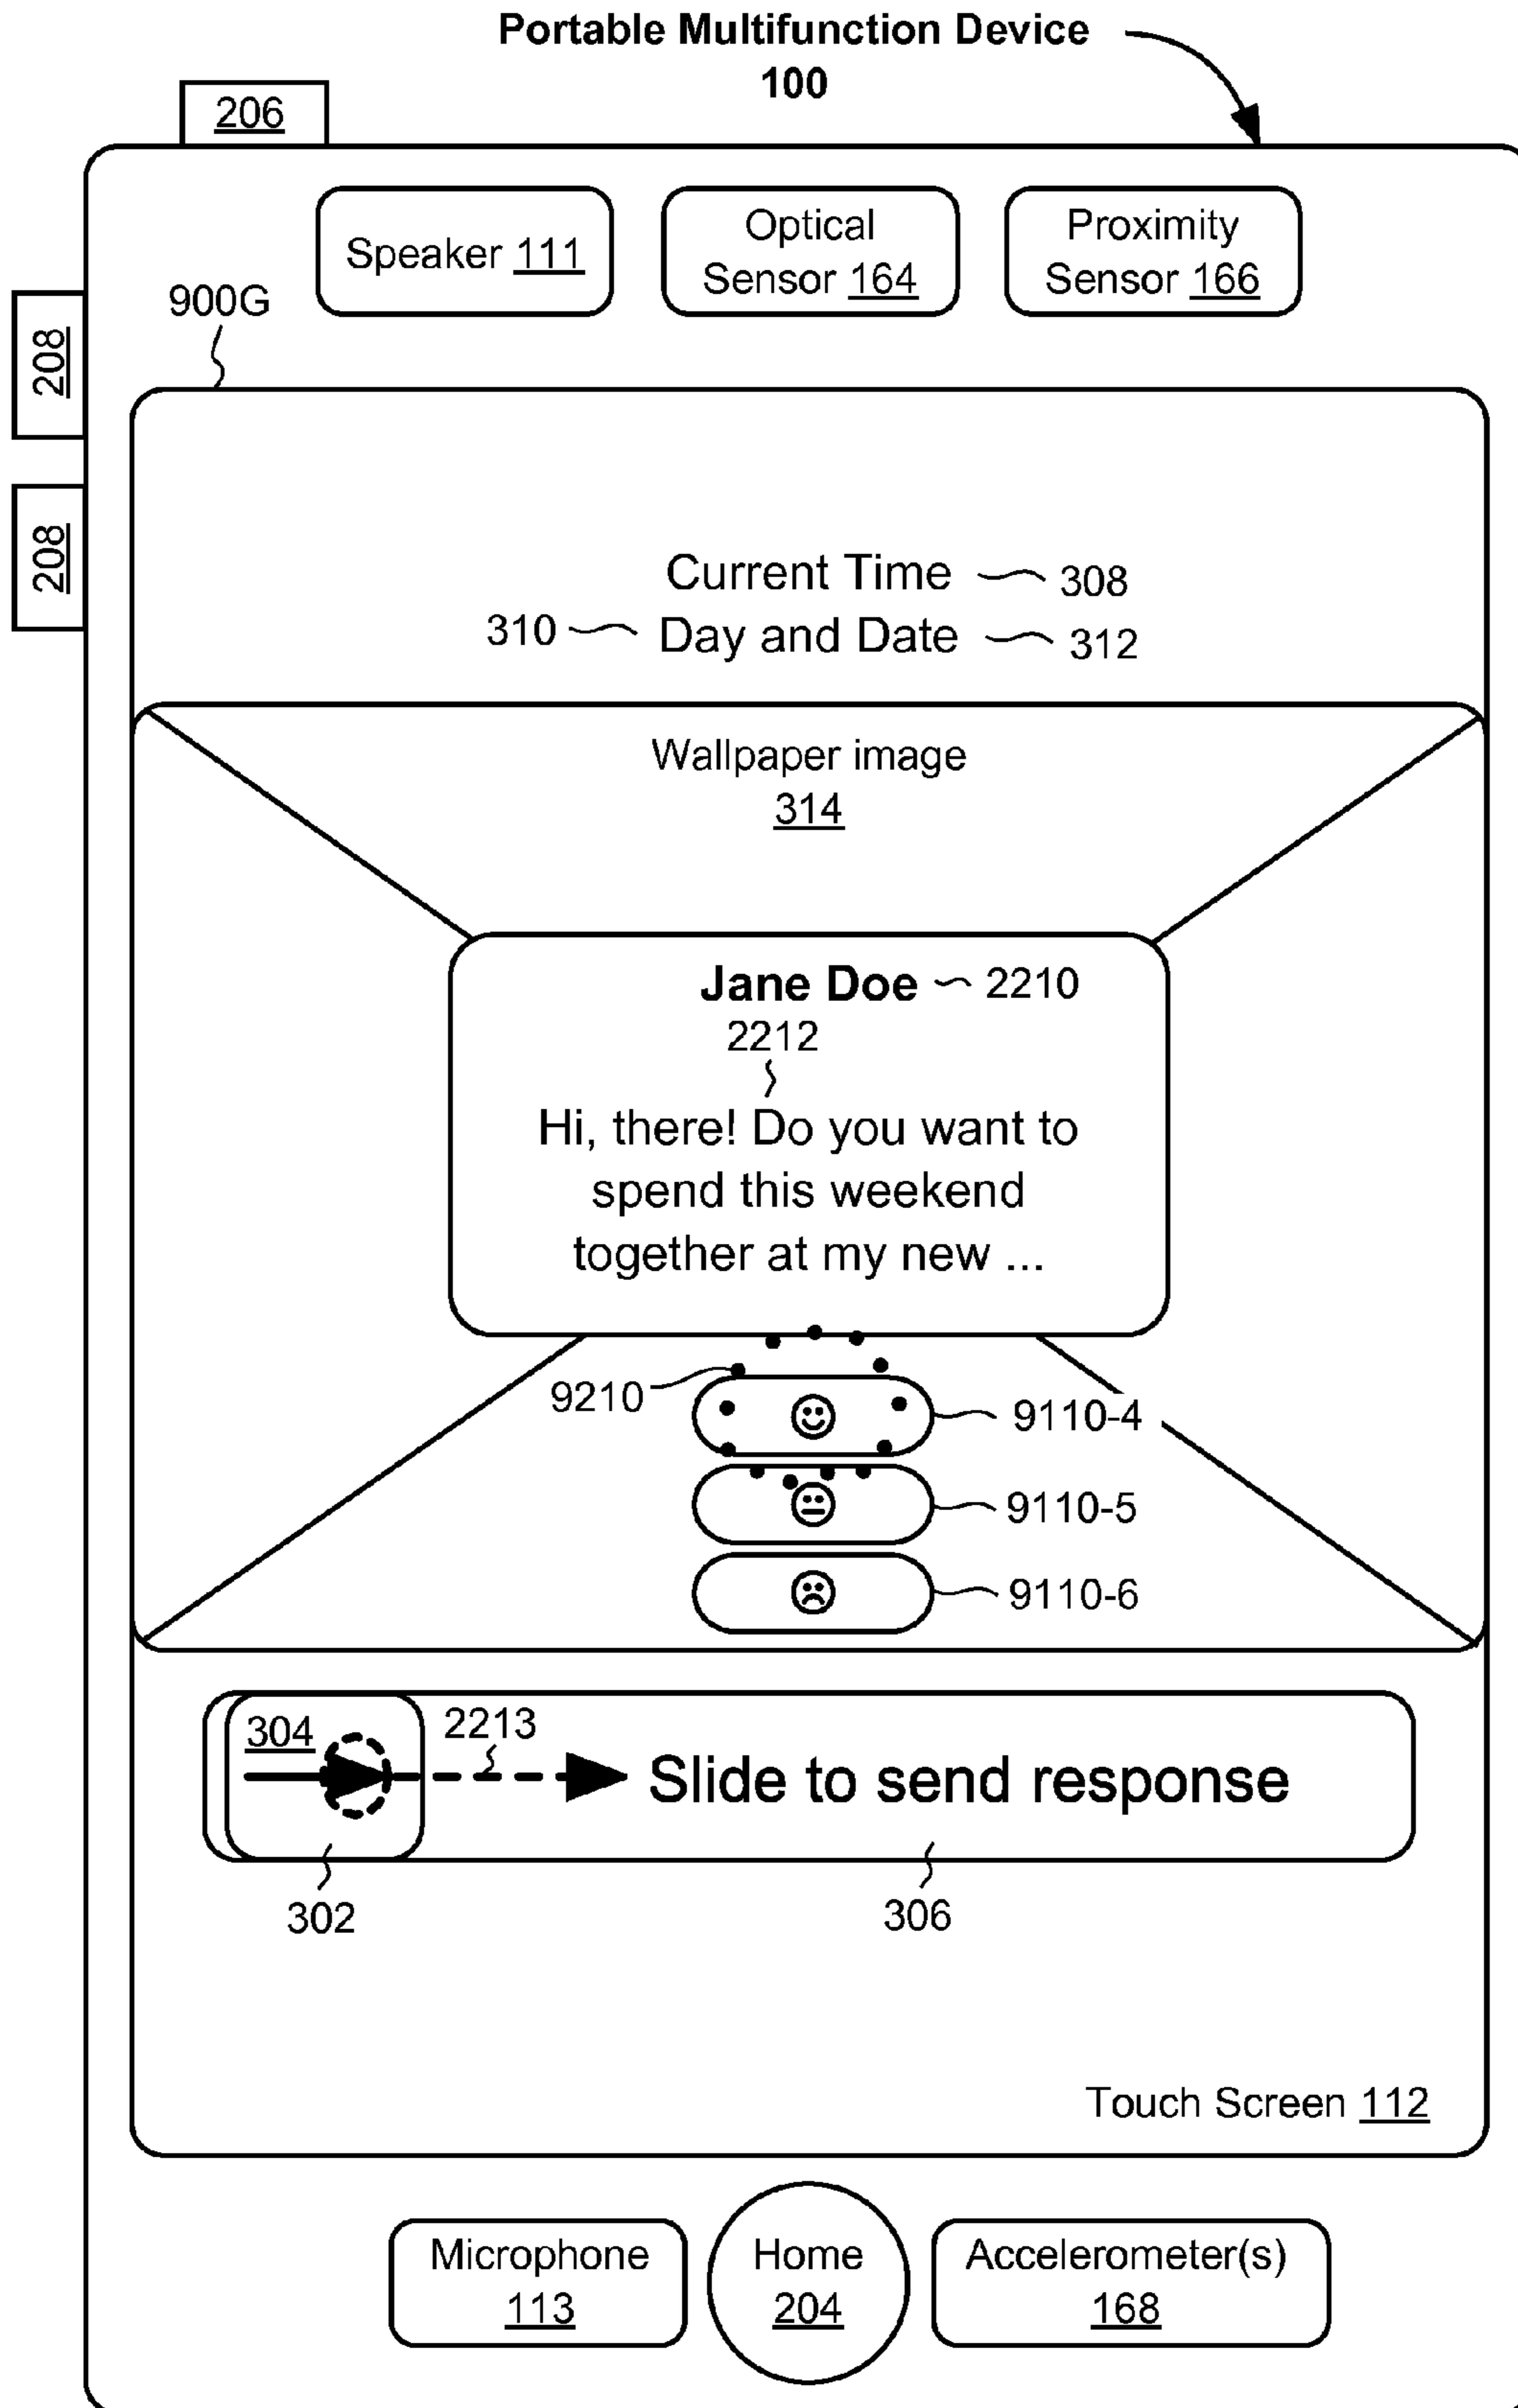 Portable Multifunction Device
100
206
Speaker 111
Optical
Sensor 164
Proximity
Sensor 166
900G
208
208
Current Time 308
310 Day and Date 312
Wallpaper image
314
Jane Doe 2210
2212
Hi, there! Do you want to
spend this weekend
together at my new ...
9210
9110-4
9110-5
9110-6
304
2213
Slide to send response
302
306
Touch Screen 112
Microphone
113
Home
204
Accelerometer(s)
168